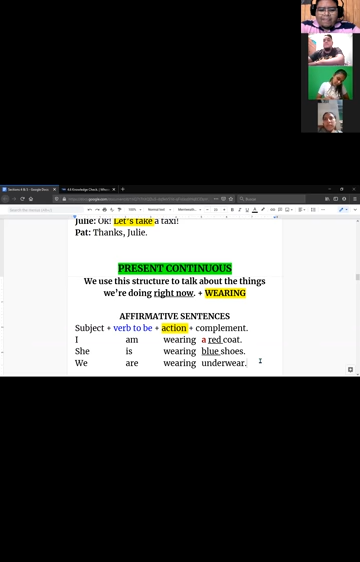 Julie: Ok! Let's take a taxi!
Pat: Thanks, Julie.
PRESENT CONTINUOUS
We use this structure to talk about the things
we're doing right now. + WEARING
AFFIRMATIVE SENTENCES
Subject + verb to be + action + complement.
I am wearing a red coat.
She is wearing blue shoes.
We are wearing underwear.